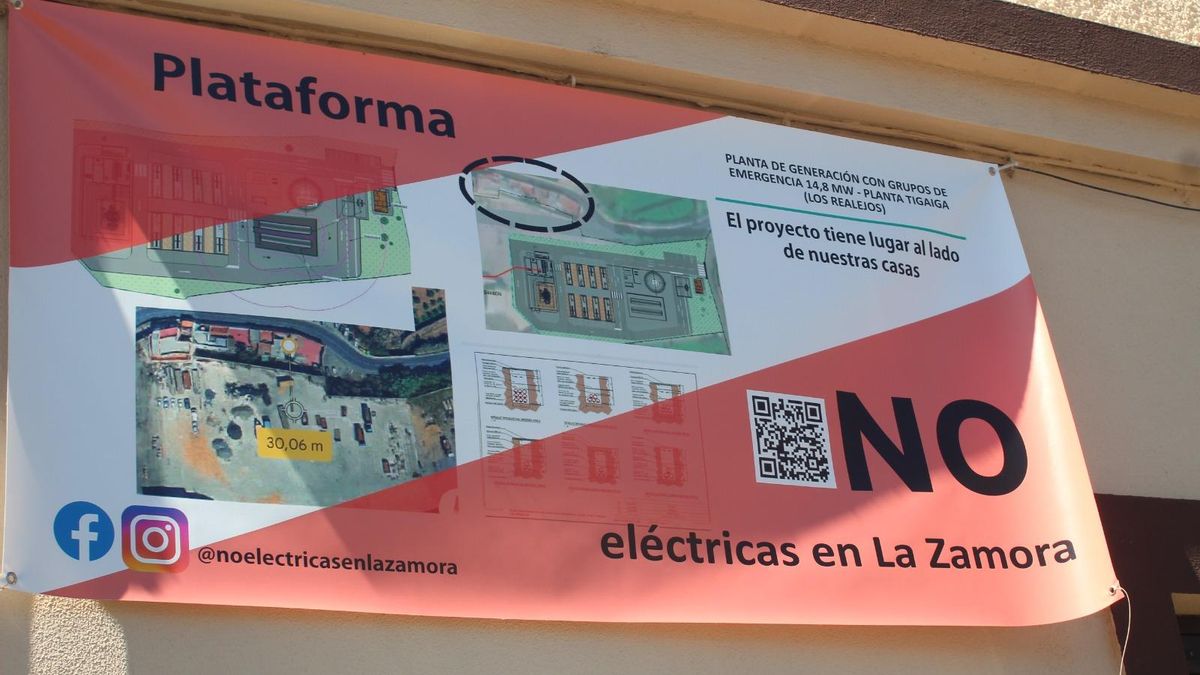 Plataforma
PLANTA DE GENERACIÓN CON GRUPOS DE
EMERGENCIA 14,8 MW - PLANTA TIGAIGA
(LOS REALEJOS)
El proyecto tiene lugar al lado
de nuestras casas
30,06 m
NO
eléctricas en La Zamora
@noelectricasenlazamora